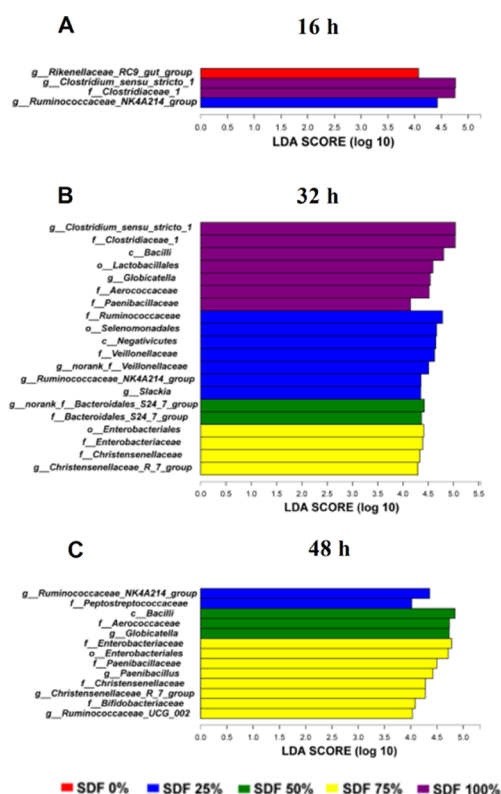 A 16 h
g__Rikenellaceae_RC9_gut_group
g__Clostridium_sensu_stricto_1
f__Clostridiaceae_1
g__Ruminococcaceae_NK4A214_group
0.0 0.5 1.0 1.5 2.0 2.5 3.0 3.5 4.0 4.5 5.0
LDA SCORE (log 10)
B 32 h
g__Clostridium_sensu_stricto_1
f__Clostridiaceae_1
c__Bacilli
o__Lactobacillales
g__Globicatella
f__Aerococcaceae
f__Paenibacillaceae
f__Ruminococcaceae
o__Selenomonadales
c__Negativicutes
f__Veillonellaceae
g__norank_f__Veillonellaceae
g__Ruminococcaceae_NK4A214_group
g__Slackia
g__norank_f__Bacteroidales_S24_7_group
f__Bacteroidales_S24_7_group
o__Enterobacteriales
f__Enterobacteriaceae
f__Christensenellaceae
g__Christensenellaceae_R_7_group
0.0 0.5 1.0 1.5 2.0 2.5 3.0 3.5 4.0 4.5 5.0 5.5
LDA SCORE (log 10)
C 48 h
g__Ruminococcaceae_NK4A214_group
f__Peptostreptococcaceae
c__Bacilli
f__Aerococcaceae
g__Globicatella
f__Enterobacteriaceae
o__Enterobacteriales
f__Paenibacillaceae
g__Paenibacillus
f__Christensenellaceae
g__Christensenellaceae_R_7_group
f__Bifidobacteriaceae
g__Ruminococcaceae_UCG_002
0.0 0.5 1.0 1.5 2.0 2.5 3.0 3.5 4.0 4.5 5.0
LDA SCORE (log 10)
SDF 0% SDF 25% SDF 50% SDF 75% SDF 100%